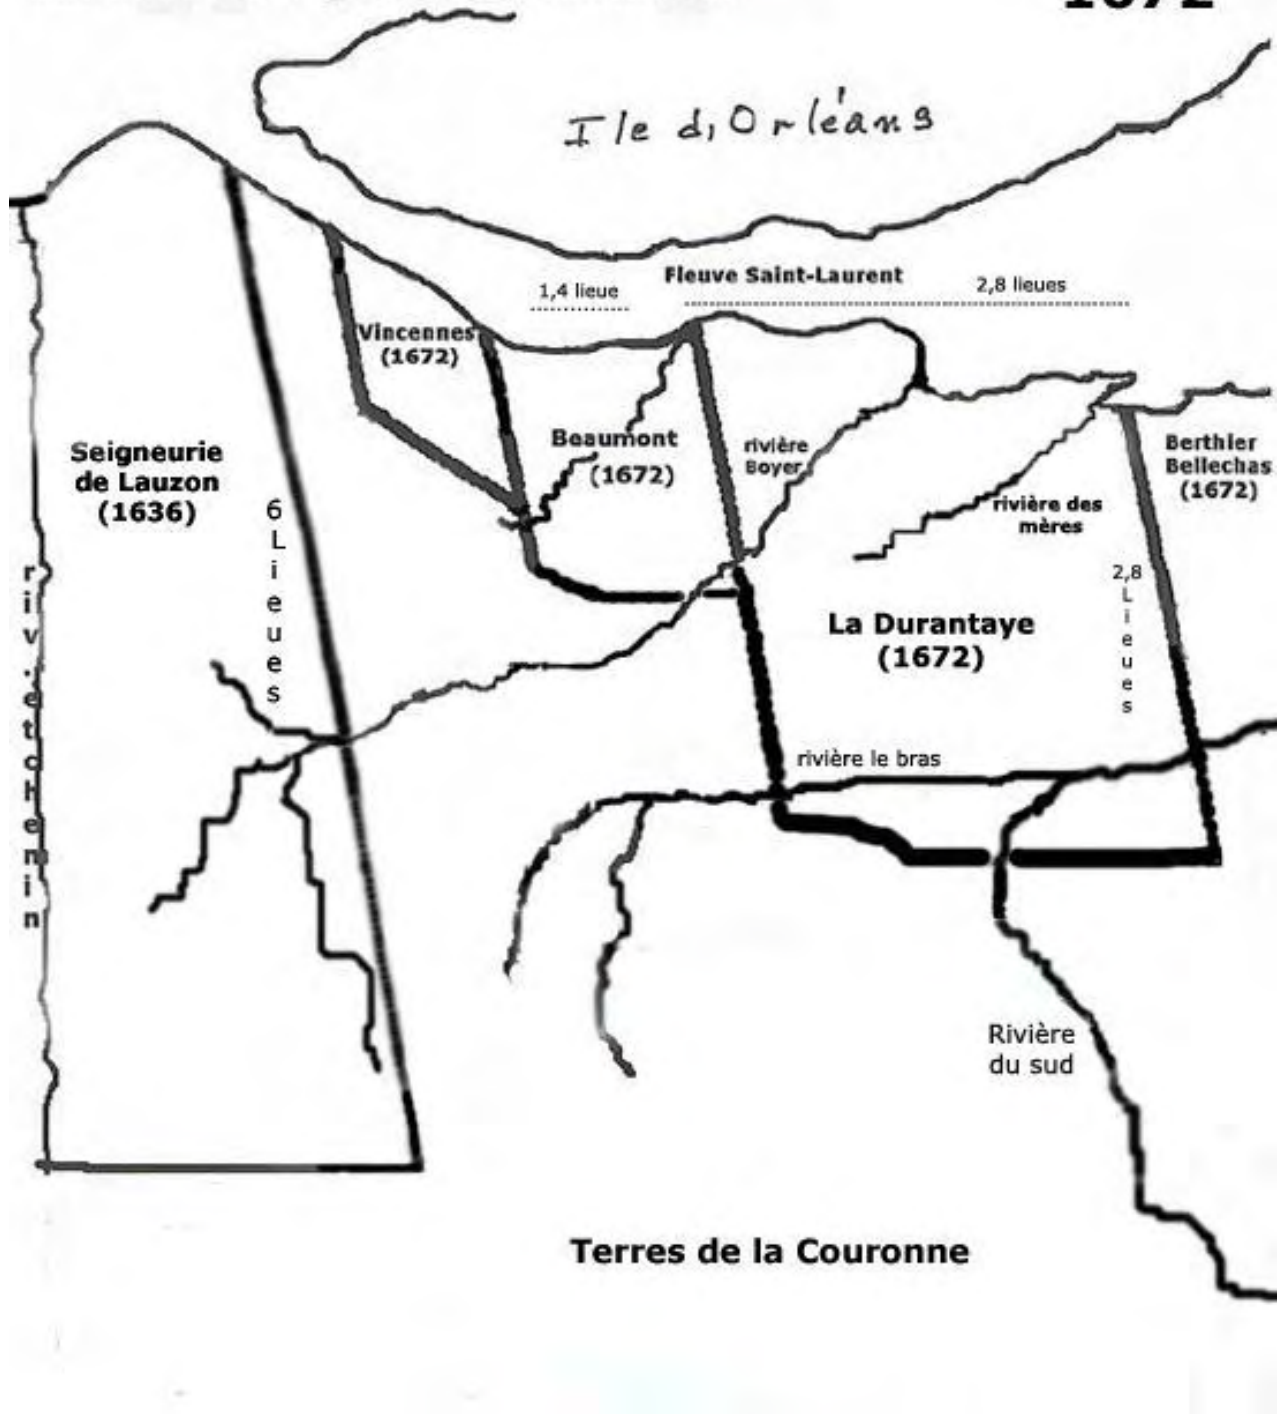 1672
Ile d'Orléans
Fleuve Saint-Laurent
1,4 lieue
2,8 lieues
Vincennes
(1672)
Beaumont
(1672)
rivière
Boyer
Berthier
Bellechas
(1672)
Seigneurie
de Lauzon
(1636)
6
L
i
e
u
e
s
rivière des
mères
2,8
L
i
e
u
e
s
La Durantaye
(1672)
r
i
v
.
e
t
c
h
e
m
i
n
rivière le bras
Rivière
du sud
Terres de la Couronne